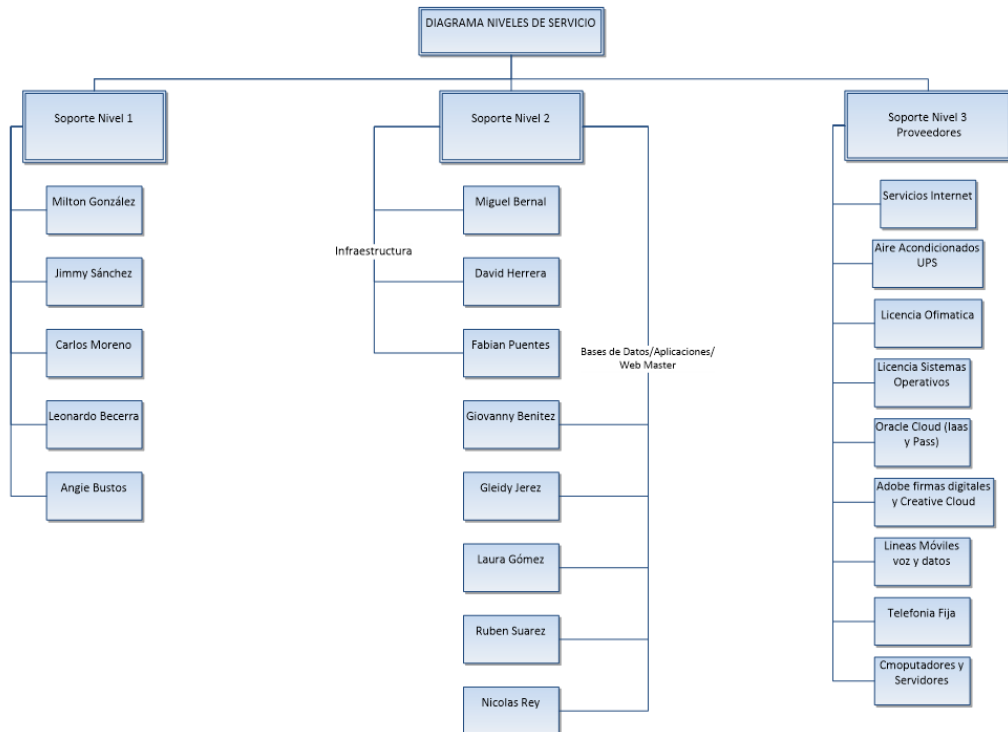 DIAGRAMA NIVELES DE SERVICIO
Soporte Nivel 1
Milton González
Jimmy Sánchez
Carlos Moreno
Leonardo Becerra
Angie Bustos
Soporte Nivel 2
Infraestructura
Miguel Bernal
David Herrera
Fabian Puentes
Bases de Datos/Aplicaciones/
Web Master
Giovanny Benitez
Gleidy Jerez
Laura Gómez
Ruben Suarez
Nicolas Rey
Soporte Nivel 3
Proveedores
Servicios Internet
Aire Acondicionados
UPS
Licencia Ofimatica
Licencia Sistemas
Operativos
Oracle Cloud (Iaas
y Pass)
Adobe firmas digitales
y Creative Cloud
Lineas Móviles
voz y datos
Telefonia Fija
Cmoputadores y
Servidores